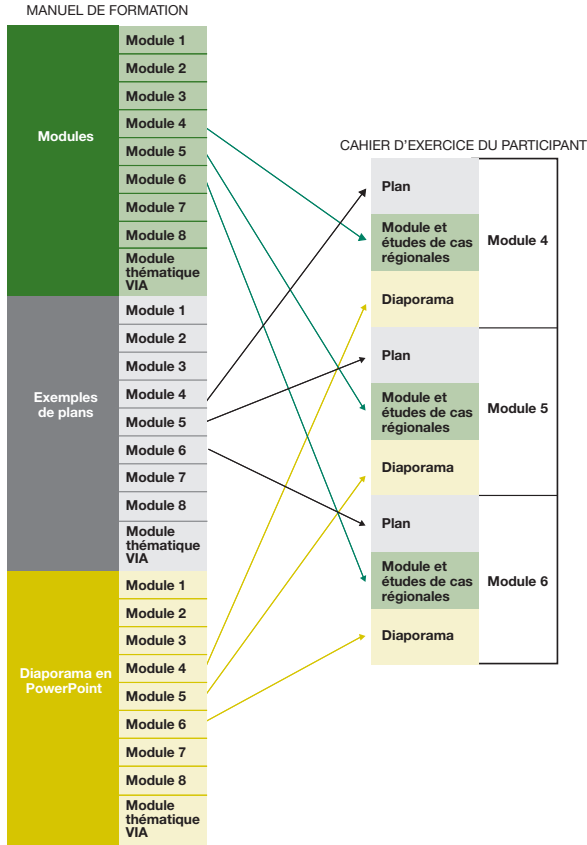 MANUEL DE FORMATION
Modules
Module 1
Module 2
Module 3
Module 4
Module 5
Module 6
Module 7
Module 8
Module
thématique
VIA
Exemples
de plans
Module 1
Module 2
Module 3
Module 4
Module 5
Module 6
Module 7
Module 8
Module
thématique
VIA
Diaporama en
PowerPoint
Module 1
Module 2
Module 3
Module 4
Module 5
Module 6
Module 7
Module 8
Module
thématique
VIA
CAHIER D'EXERCICE DU PARTICIPANT
Plan
Module et
études de cas
régionales
Diaporama
Module 4
Plan
Module et
études de cas
régionales
Diaporama
Module 5
Plan
Module et
études de cas
régionales
Diaporama
Module 6